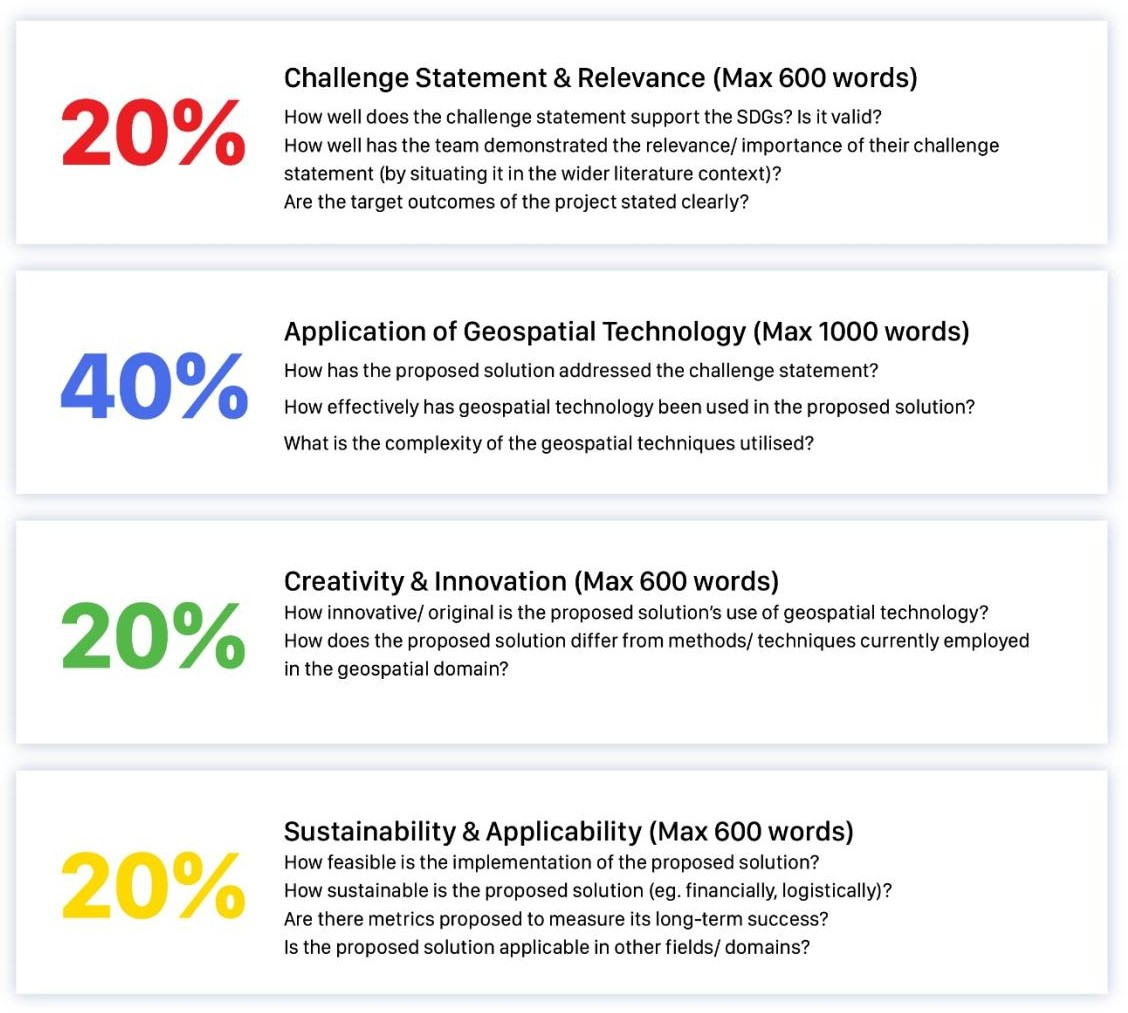 20%
Challenge Statement & Relevance (Max 600 words)
How well does the challenge statement support the SDGs? Is it valid?
How well has the team demonstrated the relevance/ importance of their challenge
statement (by situating it in the wider literature context)?
Are the target outcomes of the project stated clearly?
40%
Application of Geospatial Technology (Max 1000 words)
How has the proposed solution addressed the challenge statement?
How effectively has geospatial technology been used in the proposed solution?
What is the complexity of the geospatial techniques utilised?
20%
Creativity & Innovation (Max 600 words)
How innovative/ original is the proposed solution's use of geospatial technology?
How does the proposed solution differ from methods/ techniques currently employed
in the geospatial domain?
20%
Sustainability & Applicability (Max 600 words)
How feasible is the implementation of the proposed solution?
How sustainable is the proposed solution (eg. financially, logistically)?
Are there metrics proposed to measure its long-term success?
Is the proposed solution applicable in other fields/ domains?